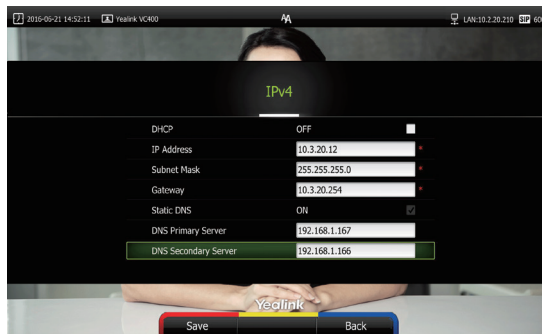 2016-06-21 14:52:11 Yealink VC400 LAN:10.2.20.210 SIP
IPv4
DHCP OFF
IP Address 10.3.20.12 *
Subnet Mask 255.255.255.0 *
Gateway 10.3.20.254 *
Static DNS ON
DNS Primary Server 192.168.1.167
DNS Secondary Server 192.168.1.166
Yealink
Save Back